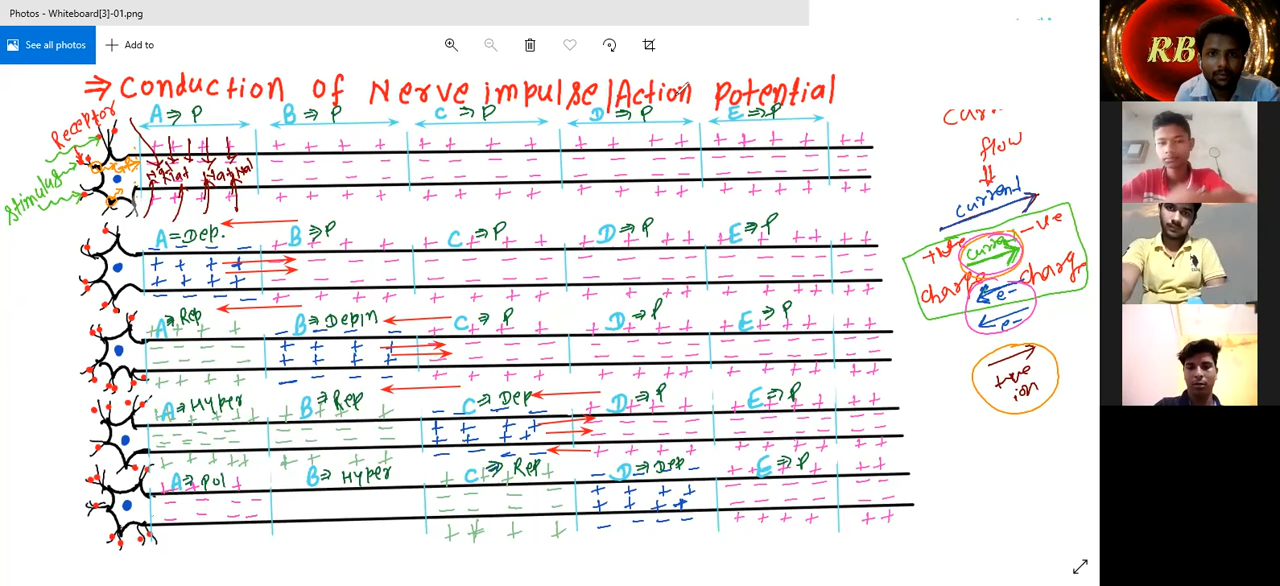 Photos - Whiteboard[3]-01.png
See all photos
Add to
⇒ Conduction of Nerve impulse/Action Potential
Receptor
Stimulus
A ⇒ P B ⇒ P C ⇒ P D ⇒ P E ⇒ P
A = Dep. B ⇒ P C ⇒ P D ⇒ P E ⇒ P
A ⇒ Rep B ⇒ Depin C ⇒ P D ⇒ P E ⇒ P
A ⇒ Hyper B ⇒ Rep C ⇒ Dep D ⇒ P E ⇒ P
A ⇒ Pol B ⇒ Hyper C ⇒ Rep D ⇒ Dep E ⇒ P
flow
current
+ve charge
-ve charge
e-
e-
+ve
ion
RB